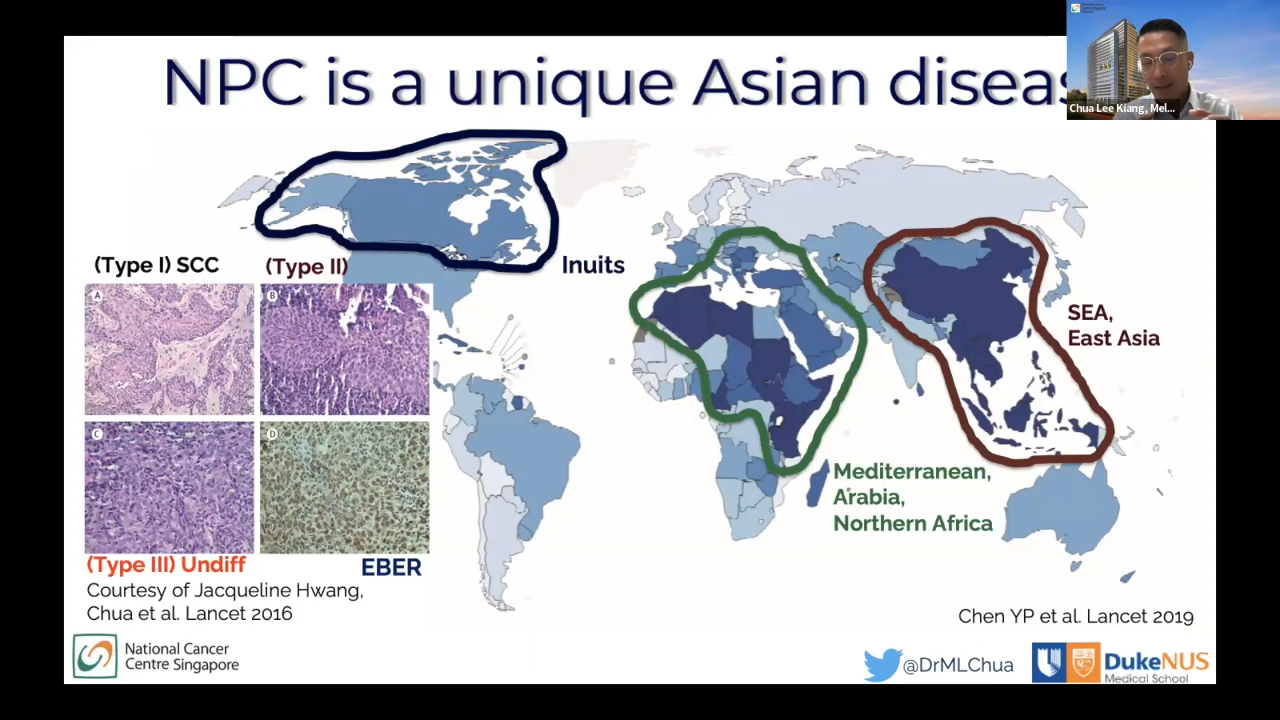 NPC is a unique Asian diseas
Chua Lee Kiang, Mel...
Inuits
(Type I) SCC
(Type II)
A
B
C
D
SEA,
East Asia
Mediterranean,
Arabia,
Northern Africa
(Type III) Undiff
EBER
Courtesy of Jacqueline Hwang,
Chua et al. Lancet 2016
Chen YP et al. Lancet 2019
National Cancer
Centre Singapore
@DrMLChua
DukeNUS
Medical School